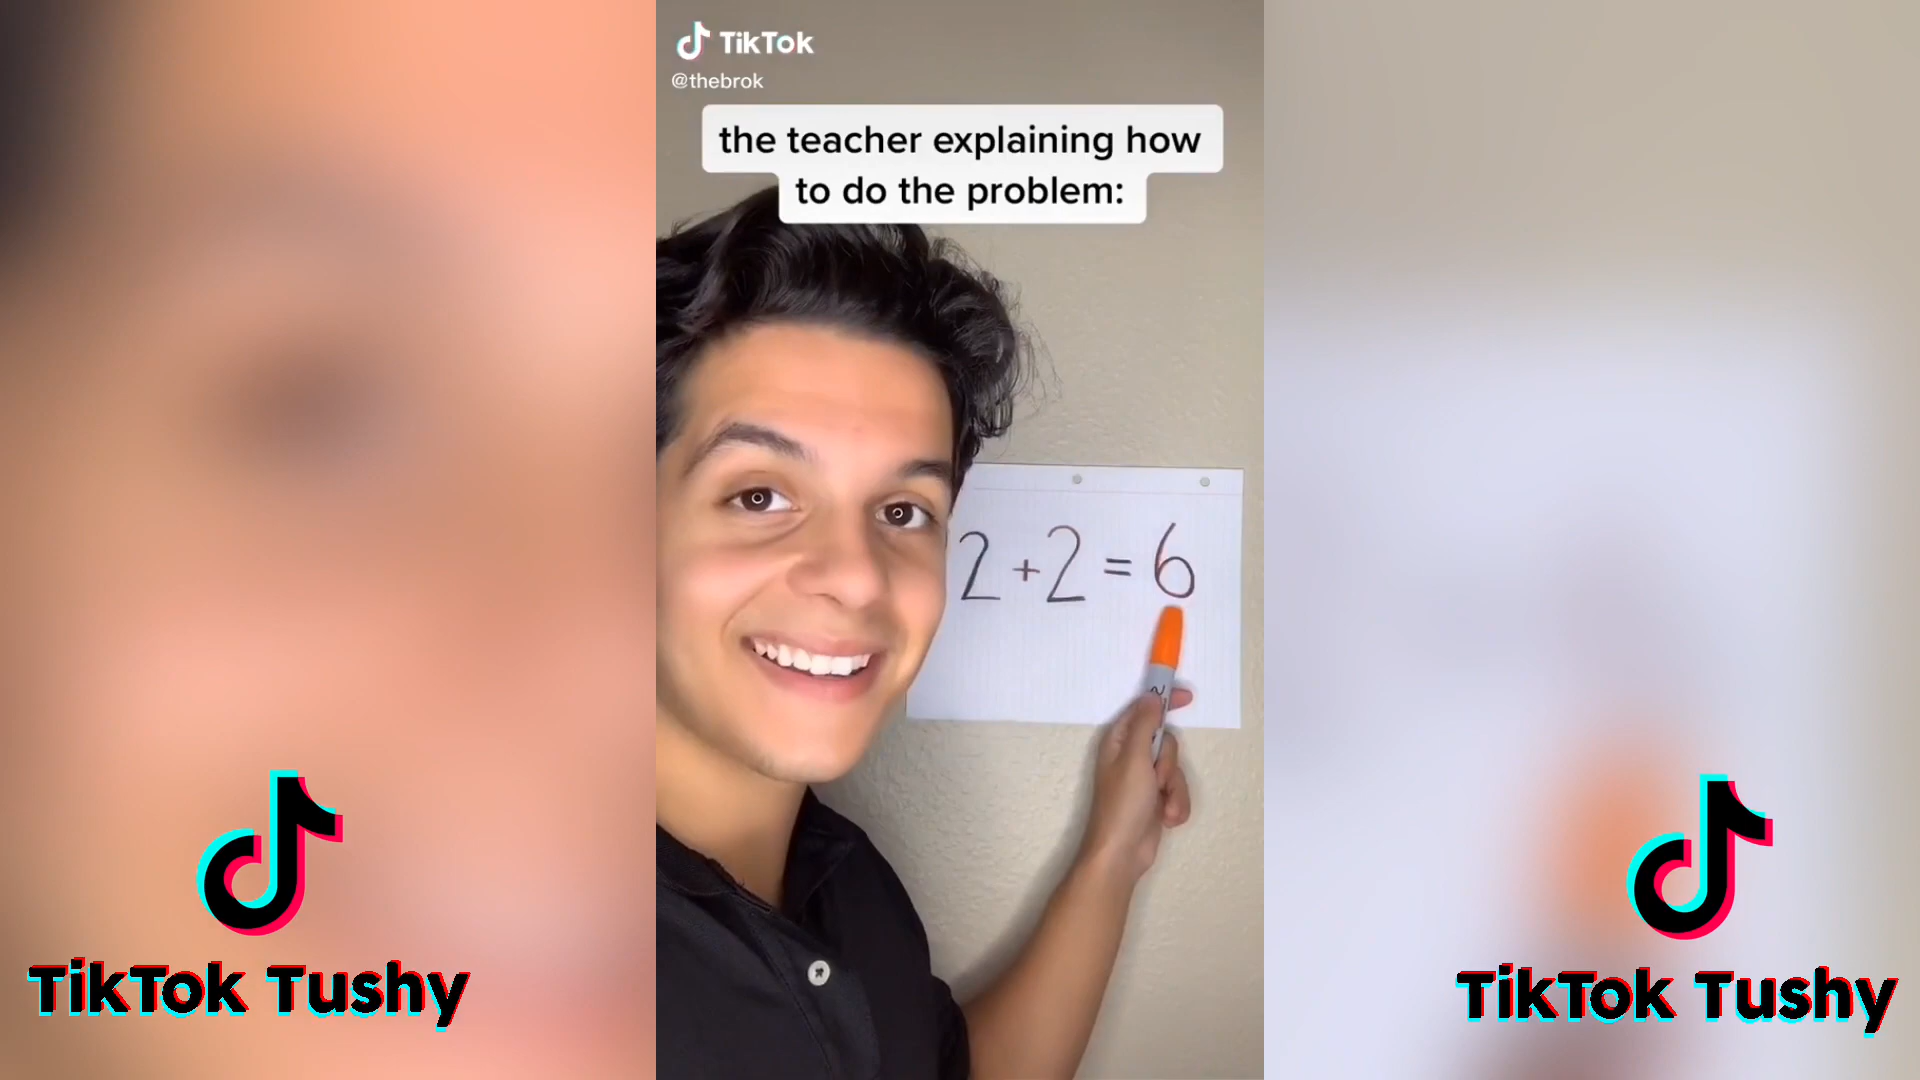 TikTok
@thebrok
the teacher explaining how
to do the problem:
2+2=6
TikTok Tushy
TikTok Tushy